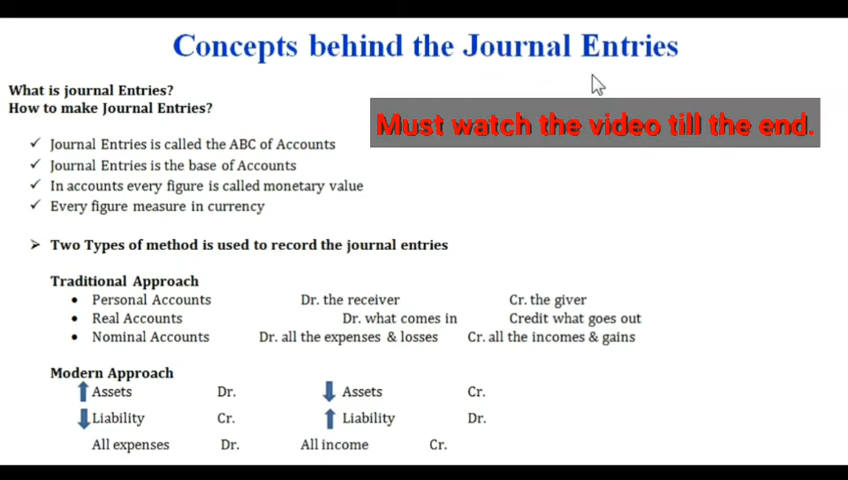 Concepts behind the Journal Entries
What is journal Entries?
How to make Journal Entries?
Must watch the video till the end.
✓ Journal Entries is called the ABC of Accounts
✓ Journal Entries is the base of Accounts
✓ In accounts every figure is called monetary value
✓ Every figure measure in currency
➢ Two Types of method is used to record the journal entries
Traditional Approach
• Personal Accounts Dr. the receiver Cr. the giver
• Real Accounts Dr. what comes in Credit what goes out
• Nominal Accounts Dr. all the expenses & losses Cr. all the incomes & gains
Modern Approach
⬆ Assets Dr. ⬇ Assets Cr.
⬇ Liability Cr. ⬆ Liability Dr.
All expenses Dr. All income Cr.